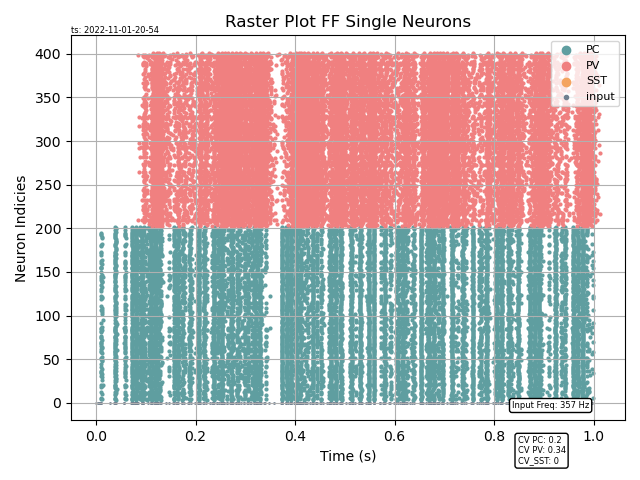 Raster Plot FF Single Neurons
ts: 2022-11-01-20-54
PC
PV
SST
input
400
350
300
250
200
150
100
50
0
Neuron Indicies
Input Freq: 357 Hz
0.0 0.2 0.4 0.6 0.8 1.0
Time (s)
CV PC: 0.2
CV PV: 0.34
CV_SST: 0